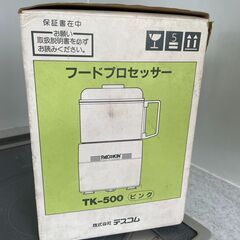 保証書在中
お願い
取扱説明書を必ず
お読みください
5
フードプロセッサー
TK-500 ピンク
株式会社 テスコム